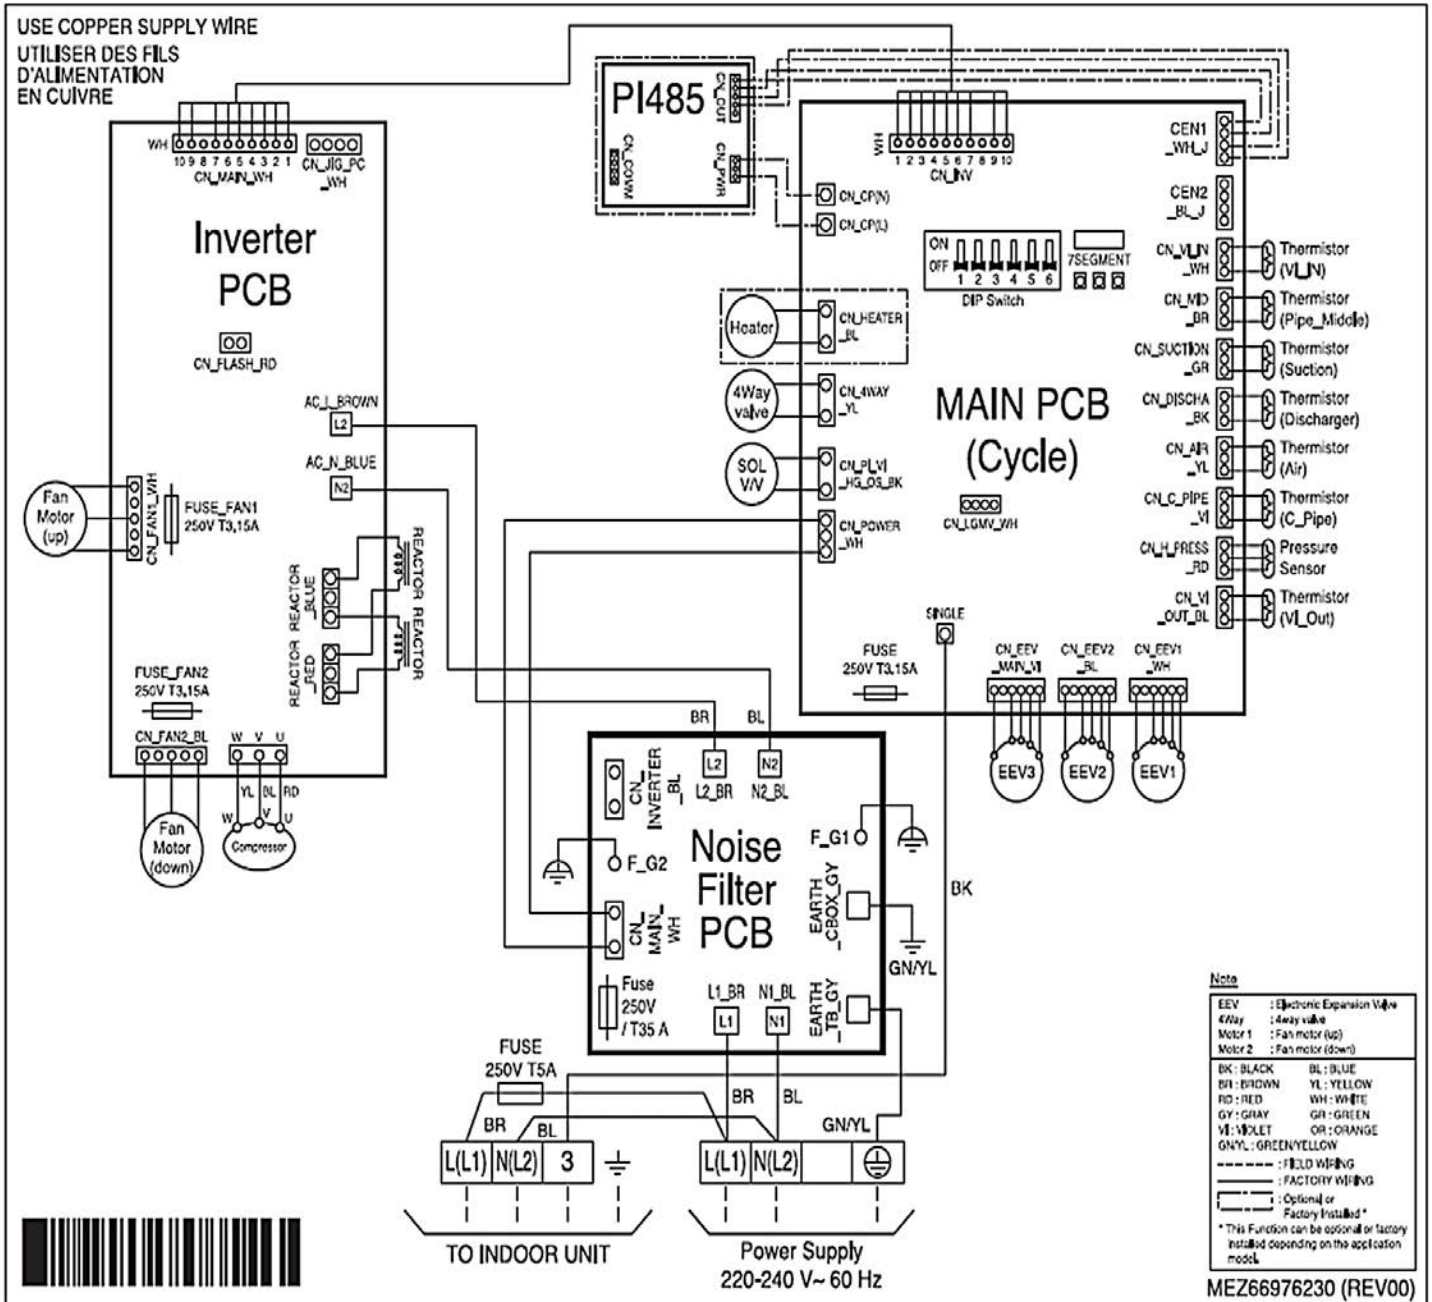 USE COPPER SUPPLY WIRE
UTILISER DES FILS
D'ALIMENTATION
EN CUIVRE
WH
10 9 8 7 6 5 4 3 2 1
CN_MAIN_WH
CN_JIG_PC
_WH
Inverter
PCB
CN_FLASH_RD
AC_L_BROWN
L2
AC_N_BLUE
N2
Fan
Motor
(up)
CN_FAN1_WH
FUSE_FAN1
250V T3,15A
REACTOR
_BLUE
REACTOR
_RED
REACTOR
REACTOR
FUSE_FAN2
250V T3,15A
CN_FAN2_BL
W V U
YL BL RD
W V U
Fan
Motor
(down)
Compressor
PI485
CN_OUT
CN_PWR
CN_COMM
WH
1 2 3 4 5 6 7 8 9 10
CN_INV
CN_CP(N)
CN_CP(L)
ON
OFF
1 2 3 4 5 6
DIP Switch
7SEGMENT
Heater
CN_HEATER
_BL
4Way
valve
CN_4WAY
_YL
SOL
V/V
CN_PI_VI
_HG_OS_BK
CN_POWER
_WH
MAIN PCB
(Cycle)
CN_LGMV_WH
SINGLE
FUSE
250V T3.15A
CEN1
_WH_J
CEN2
_BL_J
CN_VI_IN
_WH
Thermistor
(VI_IN)
CN_MID
_BR
Thermistor
(Pipe_Middle)
CN_SUCTION
_GR
Thermistor
(Suction)
CN_DISCHA
_BK
Thermistor
(Discharger)
CN_AIR
_YL
Thermistor
(Air)
CN_C_PIPE
_VI
Thermistor
(C_Pipe)
CN_H_PRESS
_RD
Pressure
Sensor
CN_VI
_OUT_BL
Thermistor
(VI_Out)
CN_EEV
_MAIN_VI
CN_EEV2
_BL
CN_EEV1
_WH
EEV3
EEV2
EEV1
BR
BL
L2
N2
L2_BR
N2_BL
CN_
INVERTER
_BL
Noise
Filter
PCB
F_G1
F_G2
CN_
MAIN_
WH
EARTH
_CBOX_GY
GN/YL
BK
Fuse
250V
/ T35 A
L1_BR
N1_BL
L1
N1
EARTH_
TB_GY
FUSE
250V T5A
BR
BL
BR
BL
GN/YL
L(L1) N(L2) 3
L(L1) N(L2)
TO INDOOR UNIT
Power Supply
220-240 V~ 60 Hz
Note
EEV : Electronic Expansion Valve
4Way : 4way valve
Motor 1 : Fan motor (up)
Motor 2 : Fan motor (down)
BK : BLACK BL : BLUE
BR : BROWN YL : YELLOW
RD : RED WH : WHITE
GY : GRAY GR : GREEN
VI : VIOLET OR : ORANGE
GN/YL : GREEN/YELLOW
: FIELD WIRING
: FACTORY WIRING
: Optional or
Factory Installed *
* This Function can be optional or factory
installed depending on the application
model.
MEZ66976230 (REV00)